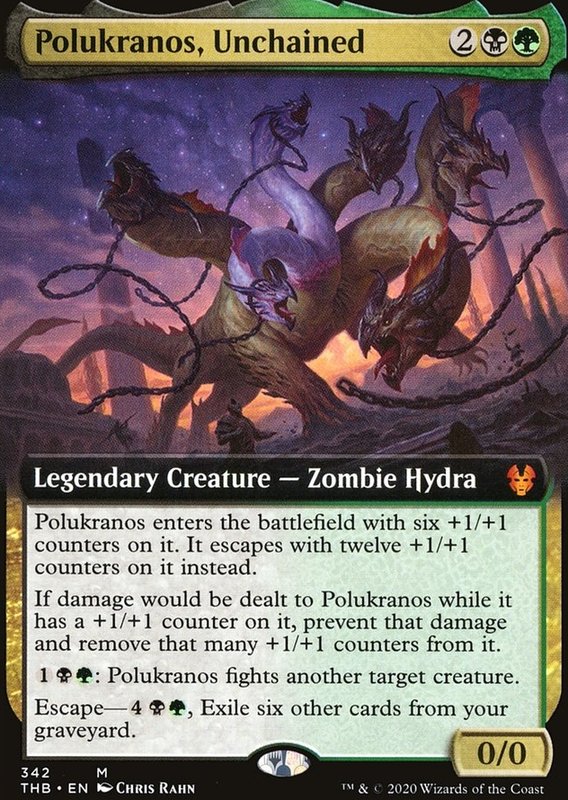 Polukranos, Unchained 2
Legendary Creature — Zombie Hydra
Polukranos enters the battlefield with six +1/+1
counters on it. It escapes with twelve +1/+1
counters on it instead.
If damage would be dealt to Polukranos while it
has a +1/+1 counter on it, prevent that damage
and remove that many +1/+1 counters from it.
1 : Polukranos fights another target creature.
Escape—4 , Exile six other cards from your
graveyard.
0/0
342 M
THB • EN Chris Rahn
™ & © 2020 Wizards of the Coast